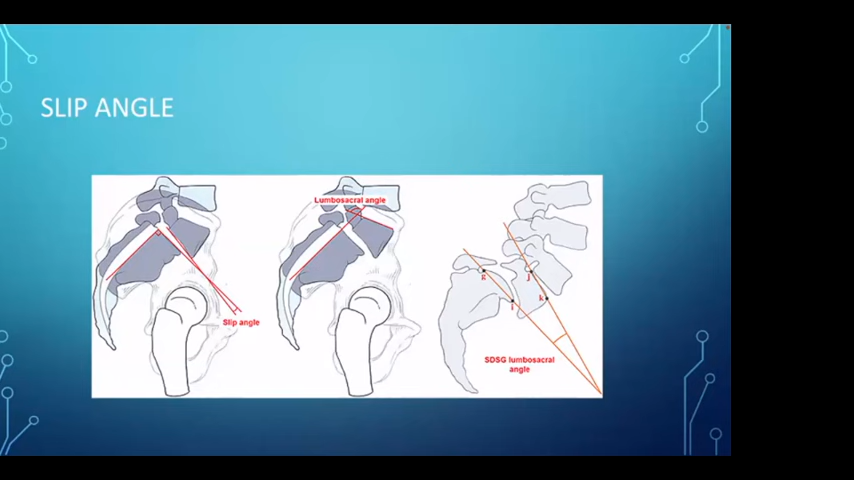 SLIP ANGLE
Lumbosacral angle
Slip angle
g
i
j
k
SDSG lumbosacral
angle